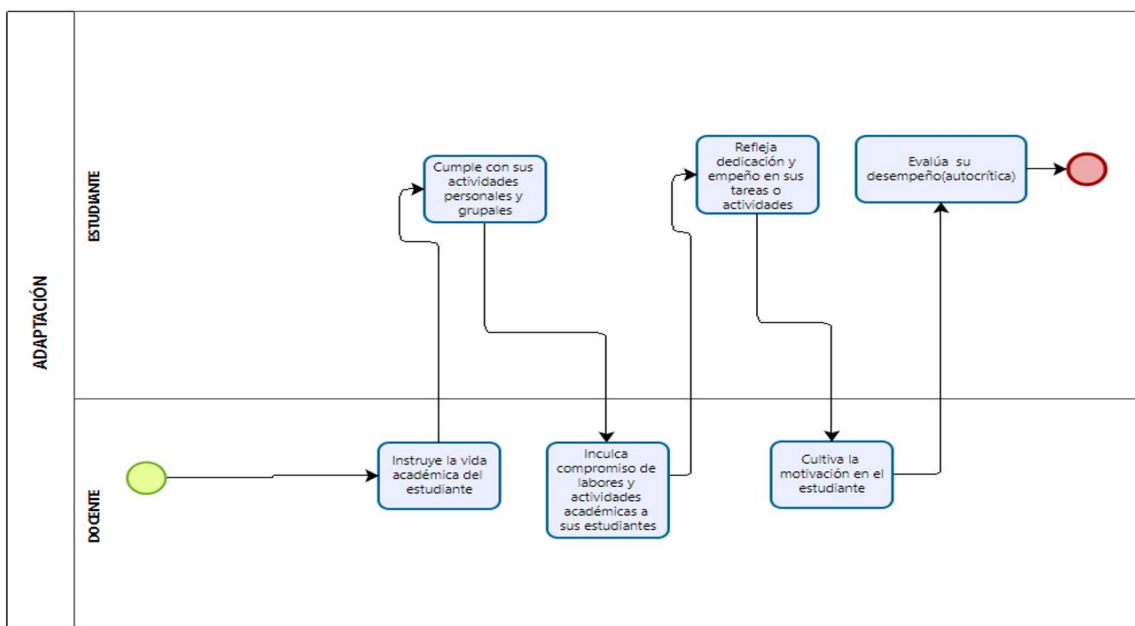 ADAPTACIÓN
ESTUDIANTE
Cumple con sus
actividades
personales y
grupales
Refleja
dedicación y
empeño en sus
tareas o
actividades
Evalúa su
desempeño(autocrítica)
DOCENTE
Instruye la vida
académica del
estudiante
Inculca
compromiso de
labores y
actividades
académicas a
sus estudiantes
Cultiva la
motivación en el
estudiante